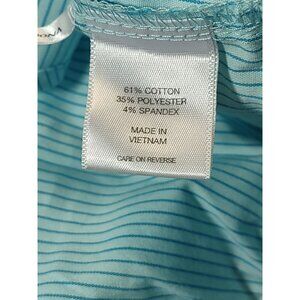 61% COTTON
35% POLYESTER
4% SPANDEX
MADE IN
VIETNAM
CARE ON REVERSE